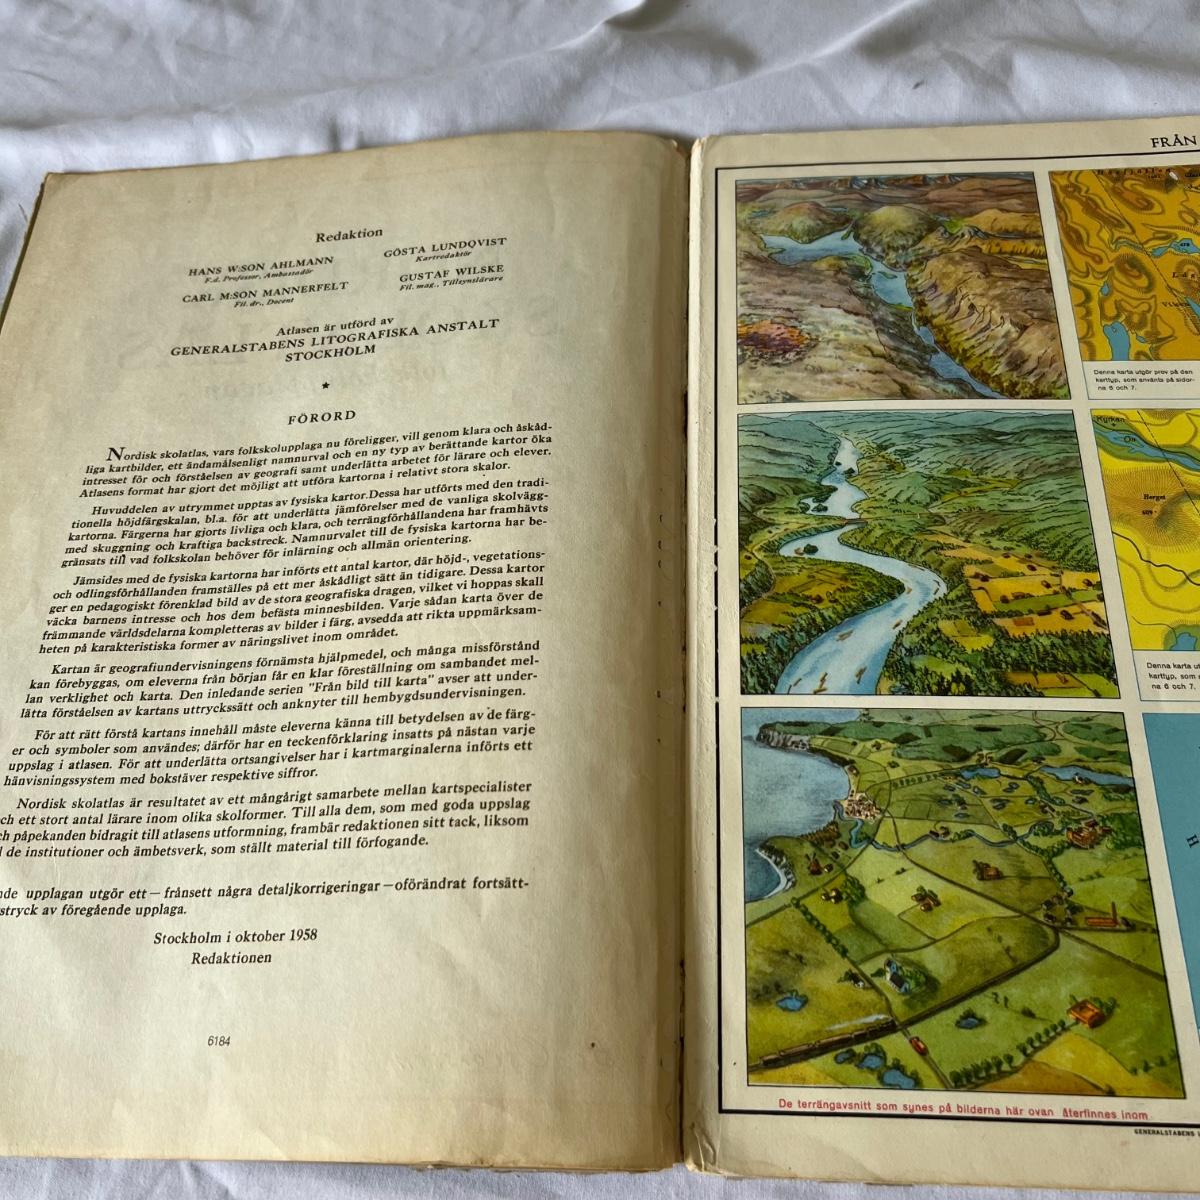 Redaktion
HANS W:SON AHLMANN
F.d. Professor, Ambassadör
GÖSTA LUNDQVIST
Kartredaktör
CARL M:SON MANNERFELT
Fil. dr., Docent
GUSTAF WILSKE
Fil. mag., Tillsynslärare
Atlasen är utförd av
GENERALSTABENS LITOGRAFISKA ANSTALT
STOCKHOLM
★
FÖRORD
Nordisk skolatlas, vars folkskolupplaga nu föreligger, vill genom klara och åskåd-
liga kartbilder, ett ändamålsenligt namnurval och en ny typ av berättande kartor öka
intresset för och förståelsen av geografi samt underlätta arbetet för lärare och elever.
Atlasens format har gjort det möjligt att utföra kartorna i relativt stora skalor.
Huvuddelen av utrymmet upptas av fysiska kartor.Dessa har utförts med den tradi-
tionella höjdfärgskalan, bl.a. för att underlätta jämförelser med de vanliga skolvägg-
kartorna. Färgerna har gjorts livliga och klara, och terrängförhållandena har framhävts
med skuggning och kraftiga backstreck. Namnurvalet till de fysiska kartorna har be-
gränsats till vad folkskolan behöver för inlärning och allmän orientering.
Jämsides med de fysiska kartorna har införts ett antal kartor, där höjd-, vegetations-
och odlingsförhållanden framställes på ett mer åskådligt sätt än tidigare. Dessa kartor
ger en pedagogiskt förenklad bild av de stora geografiska dragen, vilket vi hoppas skall
väcka barnens intresse och hos dem befästa minnesbilden. Varje sådan karta över de
främmande världsdelarna kompletteras av bilder i färg, avsedda att rikta uppmärksam-
heten på karakteristiska former av näringslivet inom området.
Kartan är geografiundervisningens förnämsta hjälpmedel, och många missförstånd
kan förebyggas, om eleverna från början får en klar föreställning om sambandet mel-
lan verklighet och karta. Den inledande serien "Från bild till karta" avser att under-
lätta förståelsen av kartans uttryckssätt och anknyter till hembygdsundervisningen.
För att rätt förstå kartans innehåll måste eleverna känna till betydelsen av de färg-
er och symboler som användes; därför har en teckenförklaring insatts på nästan varje
uppslag i atlasen. För att underlätta ortsangivelser har i kartmarginalerna införts ett
hänvisningssystem med bokstäver respektive siffror.
Nordisk skolatlas är resultatet av ett mångårigt samarbete mellan kartspecialister
och ett stort antal lärare inom olika skolformer. Till alla dem, som med goda uppslag
ch påpekanden bidragit till atlasens utformning, frambär redaktionen sitt tack, liksom
l de institutioner och ämbetsverk, som ställt material till förfogande.
nde upplagan utgör ett – frånsett några detaljkorrigeringar – oförändrat fortsätt-
stryck av föregående upplaga.
Stockholm i oktober 1958
Redaktionen
6184
FRÅN
Denna karta utgör prov på den
karttyp, som använts på sidor-
na 6 och 7.
Kyrkan
Ön
Berget
Denna karta ut
karttyp, som
na 6 och 7.
H
De terrängavsnitt som synes på bilderna här ovan återfinnes inom
GENERALSTABENS